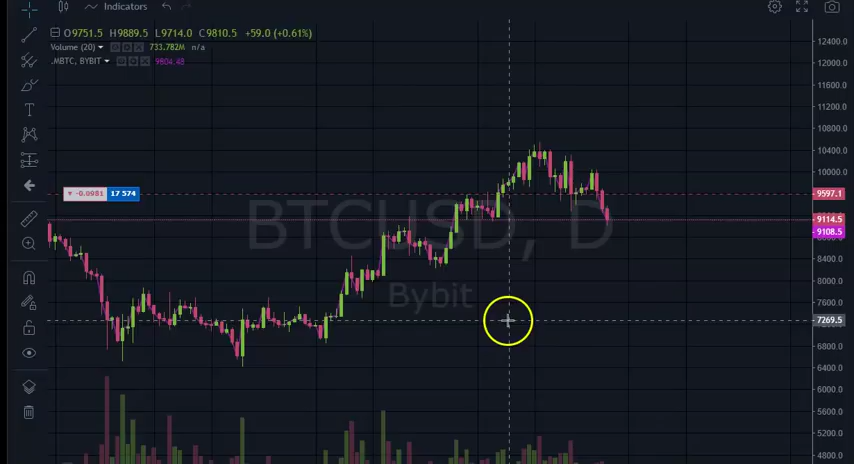 Indicators
O9751.5 H9889.5 L9714.0 C9810.5 +59.0 (+0.61%)
Volume (20) 733.782M n/a
.MBTC, BYBIT 9804.48
12400.0
12000.0
11600.0
11200.0
10800.0
10400.0
10000.0
-0.0981 17 574
9597.1
9114.5
9108.5
BTCUSD, D
Bybit
8400.0
8000.0
7600.0
7269.5
6800.0
6400.0
6000.0
5600.0
5200.0
4800.0